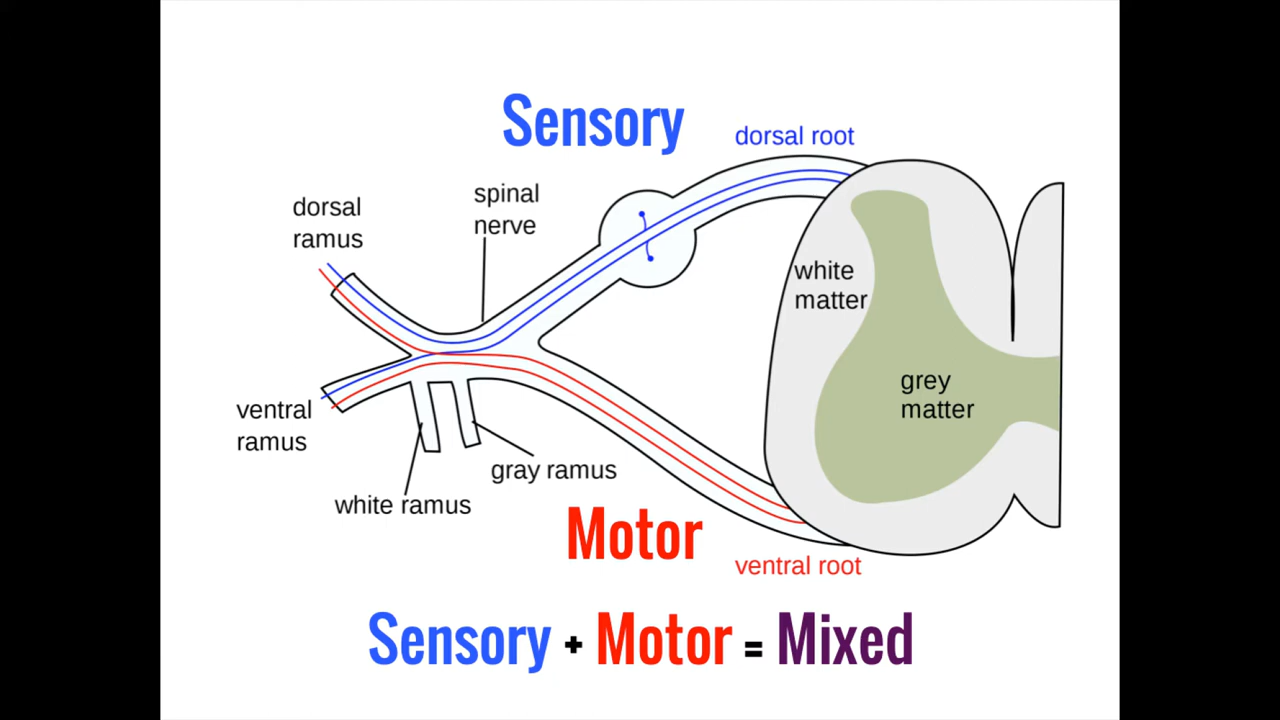 Sensory
dorsal root
spinal
nerve
dorsal
ramus
white
matter
grey
matter
ventral
ramus
gray ramus
white ramus
Motor
ventral root
Sensory + Motor = Mixed